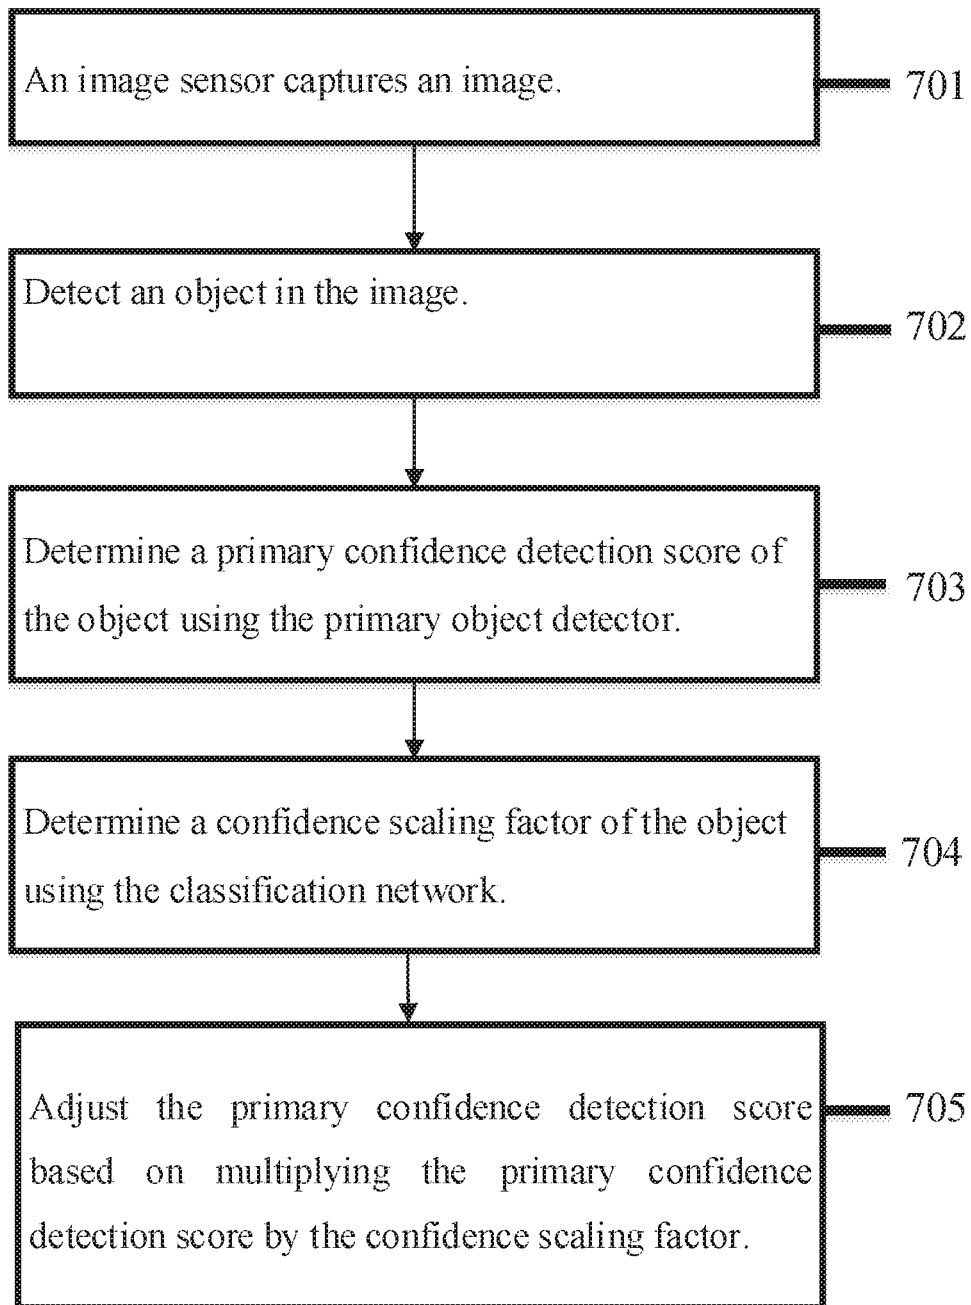 An image sensor captures an image.
701
Detect an object in the image.
702
Determine a primary confidence detection score of
the object using the primary object detector.
703
Determine a confidence scaling factor of the object
using the classification network.
704
Adjust the primary confidence detection score
based on multiplying the primary confidence
detection score by the confidence scaling factor.
705